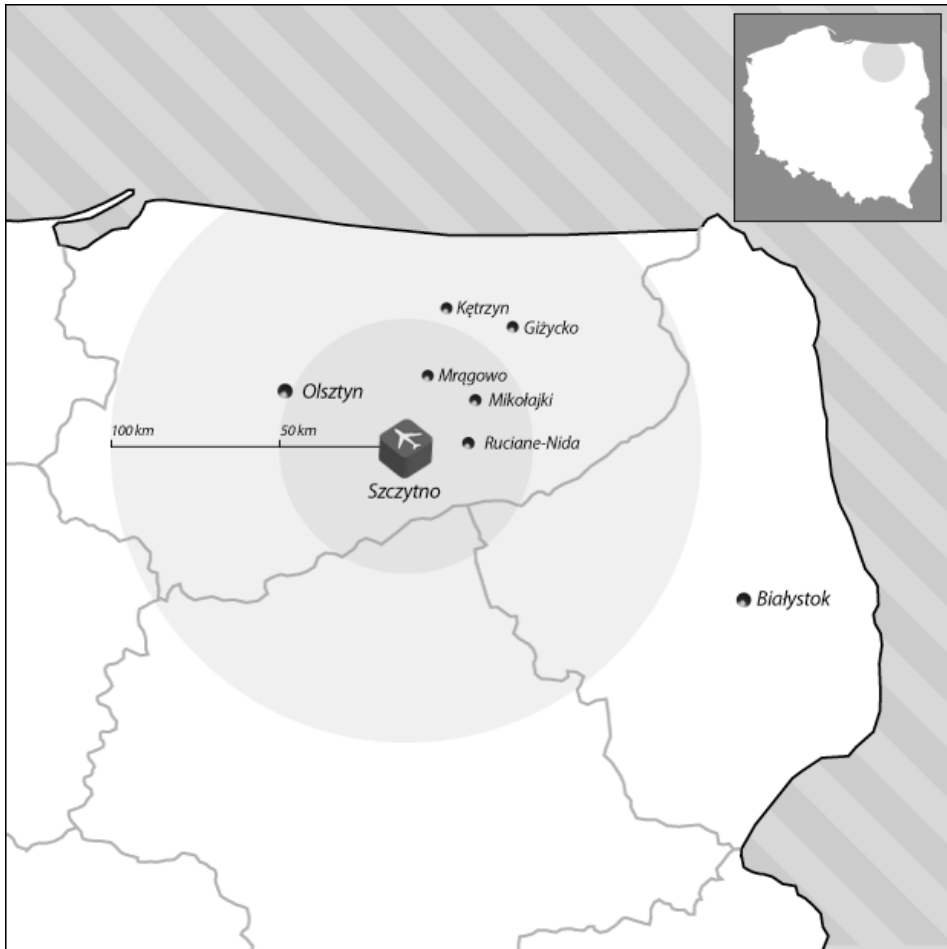 Kętrzyn
Giżycko
Mrągowo
Olsztyn
Mikołajki
100 km
50 km
Ruciane-Nida
Szczytno
Białystok